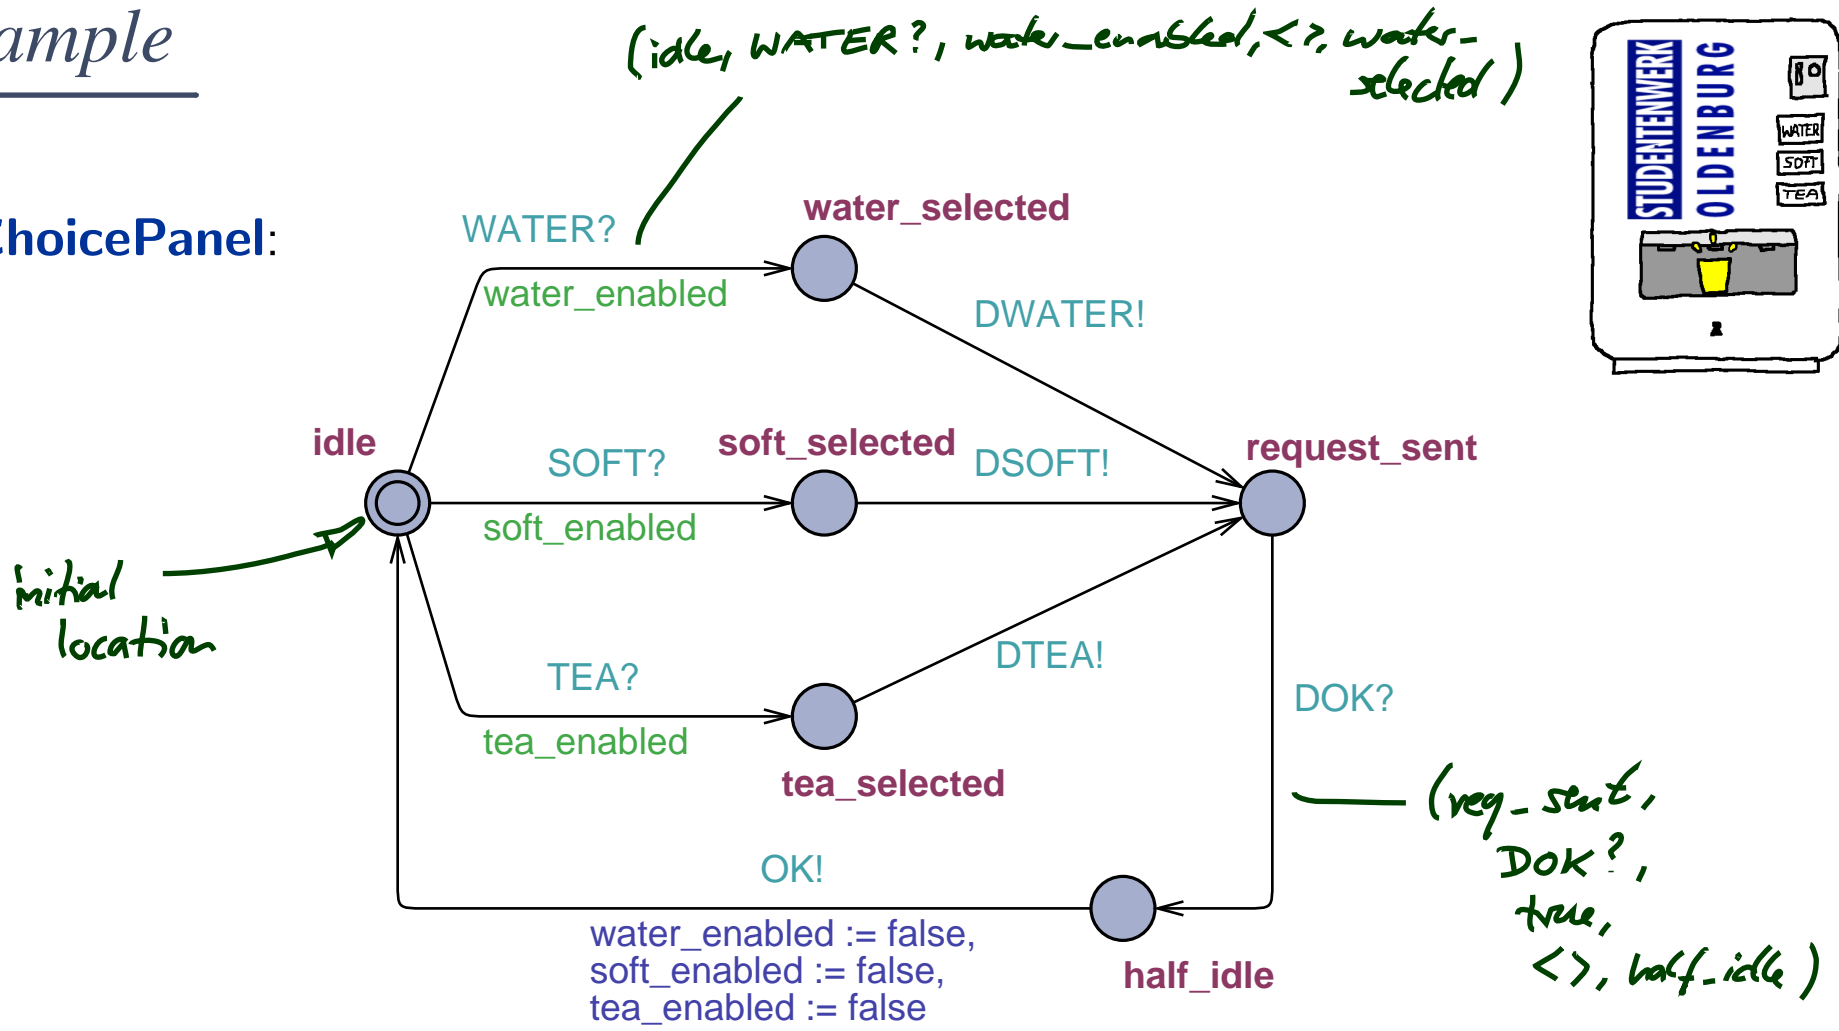 ample
(idle, WATER?, water_enabled, <>, water-
selected)
STUDENTENWERK
OLDENBURG
WATER
SOFT
TEA
ChoicePanel:
WATER?
water_enabled
water_selected
DWATER!
idle
SOFT?
soft_enabled
soft_selected
DSOFT!
request_sent
initial
location
TEA?
tea_enabled
tea_selected
DTEA!
DOK?
(req_sent,
DOK?,
true,
<>, half_idle)
OK!
water_enabled := false,
soft_enabled := false,
tea_enabled := false
half_idle